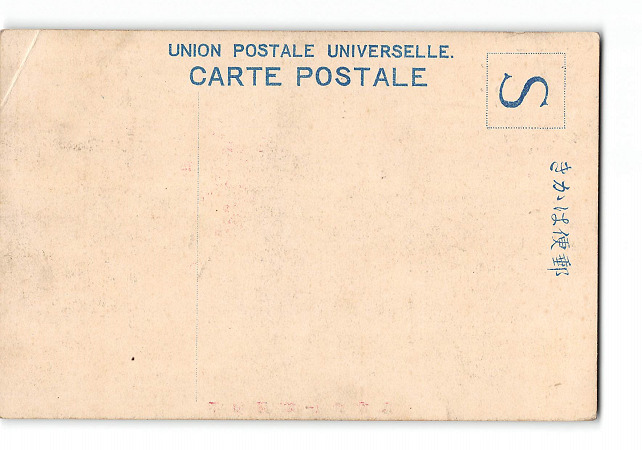 UNION POSTALE UNIVERSELLE.
CARTE POSTALE
S
きかは便郵